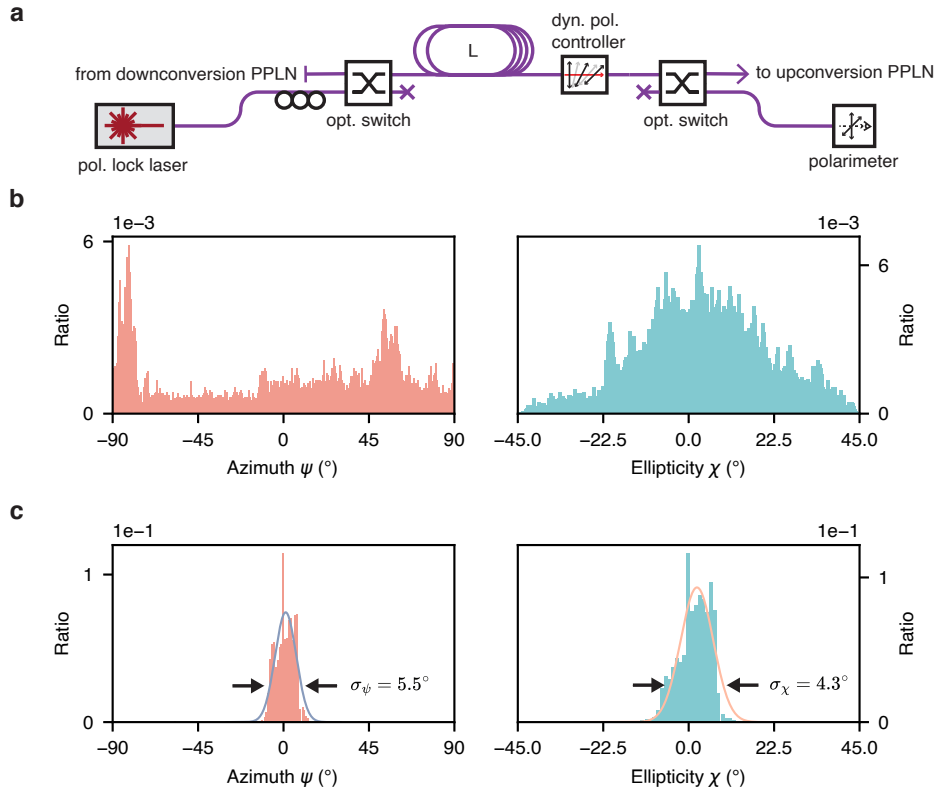 a
dyn. pol.
controller
L
from downconversion PPLN
to upconversion PPLN
opt. switch
opt. switch
pol. lock laser
polarimeter
b
1e−3
1e−3
6
6
Ratio
Ratio
0
0
−90 −45 0 45 90
−45.0 −22.5 0.0 22.5 45.0
Azimuth ψ (°)
Ellipticity χ (°)
c
1e−1
1e−1
1
1
Ratio
Ratio
σψ = 5.5°
σχ = 4.3°
0
0
−90 −45 0 45 90
−45.0 −22.5 0.0 22.5 45.0
Azimuth ψ (°)
Ellipticity χ (°)